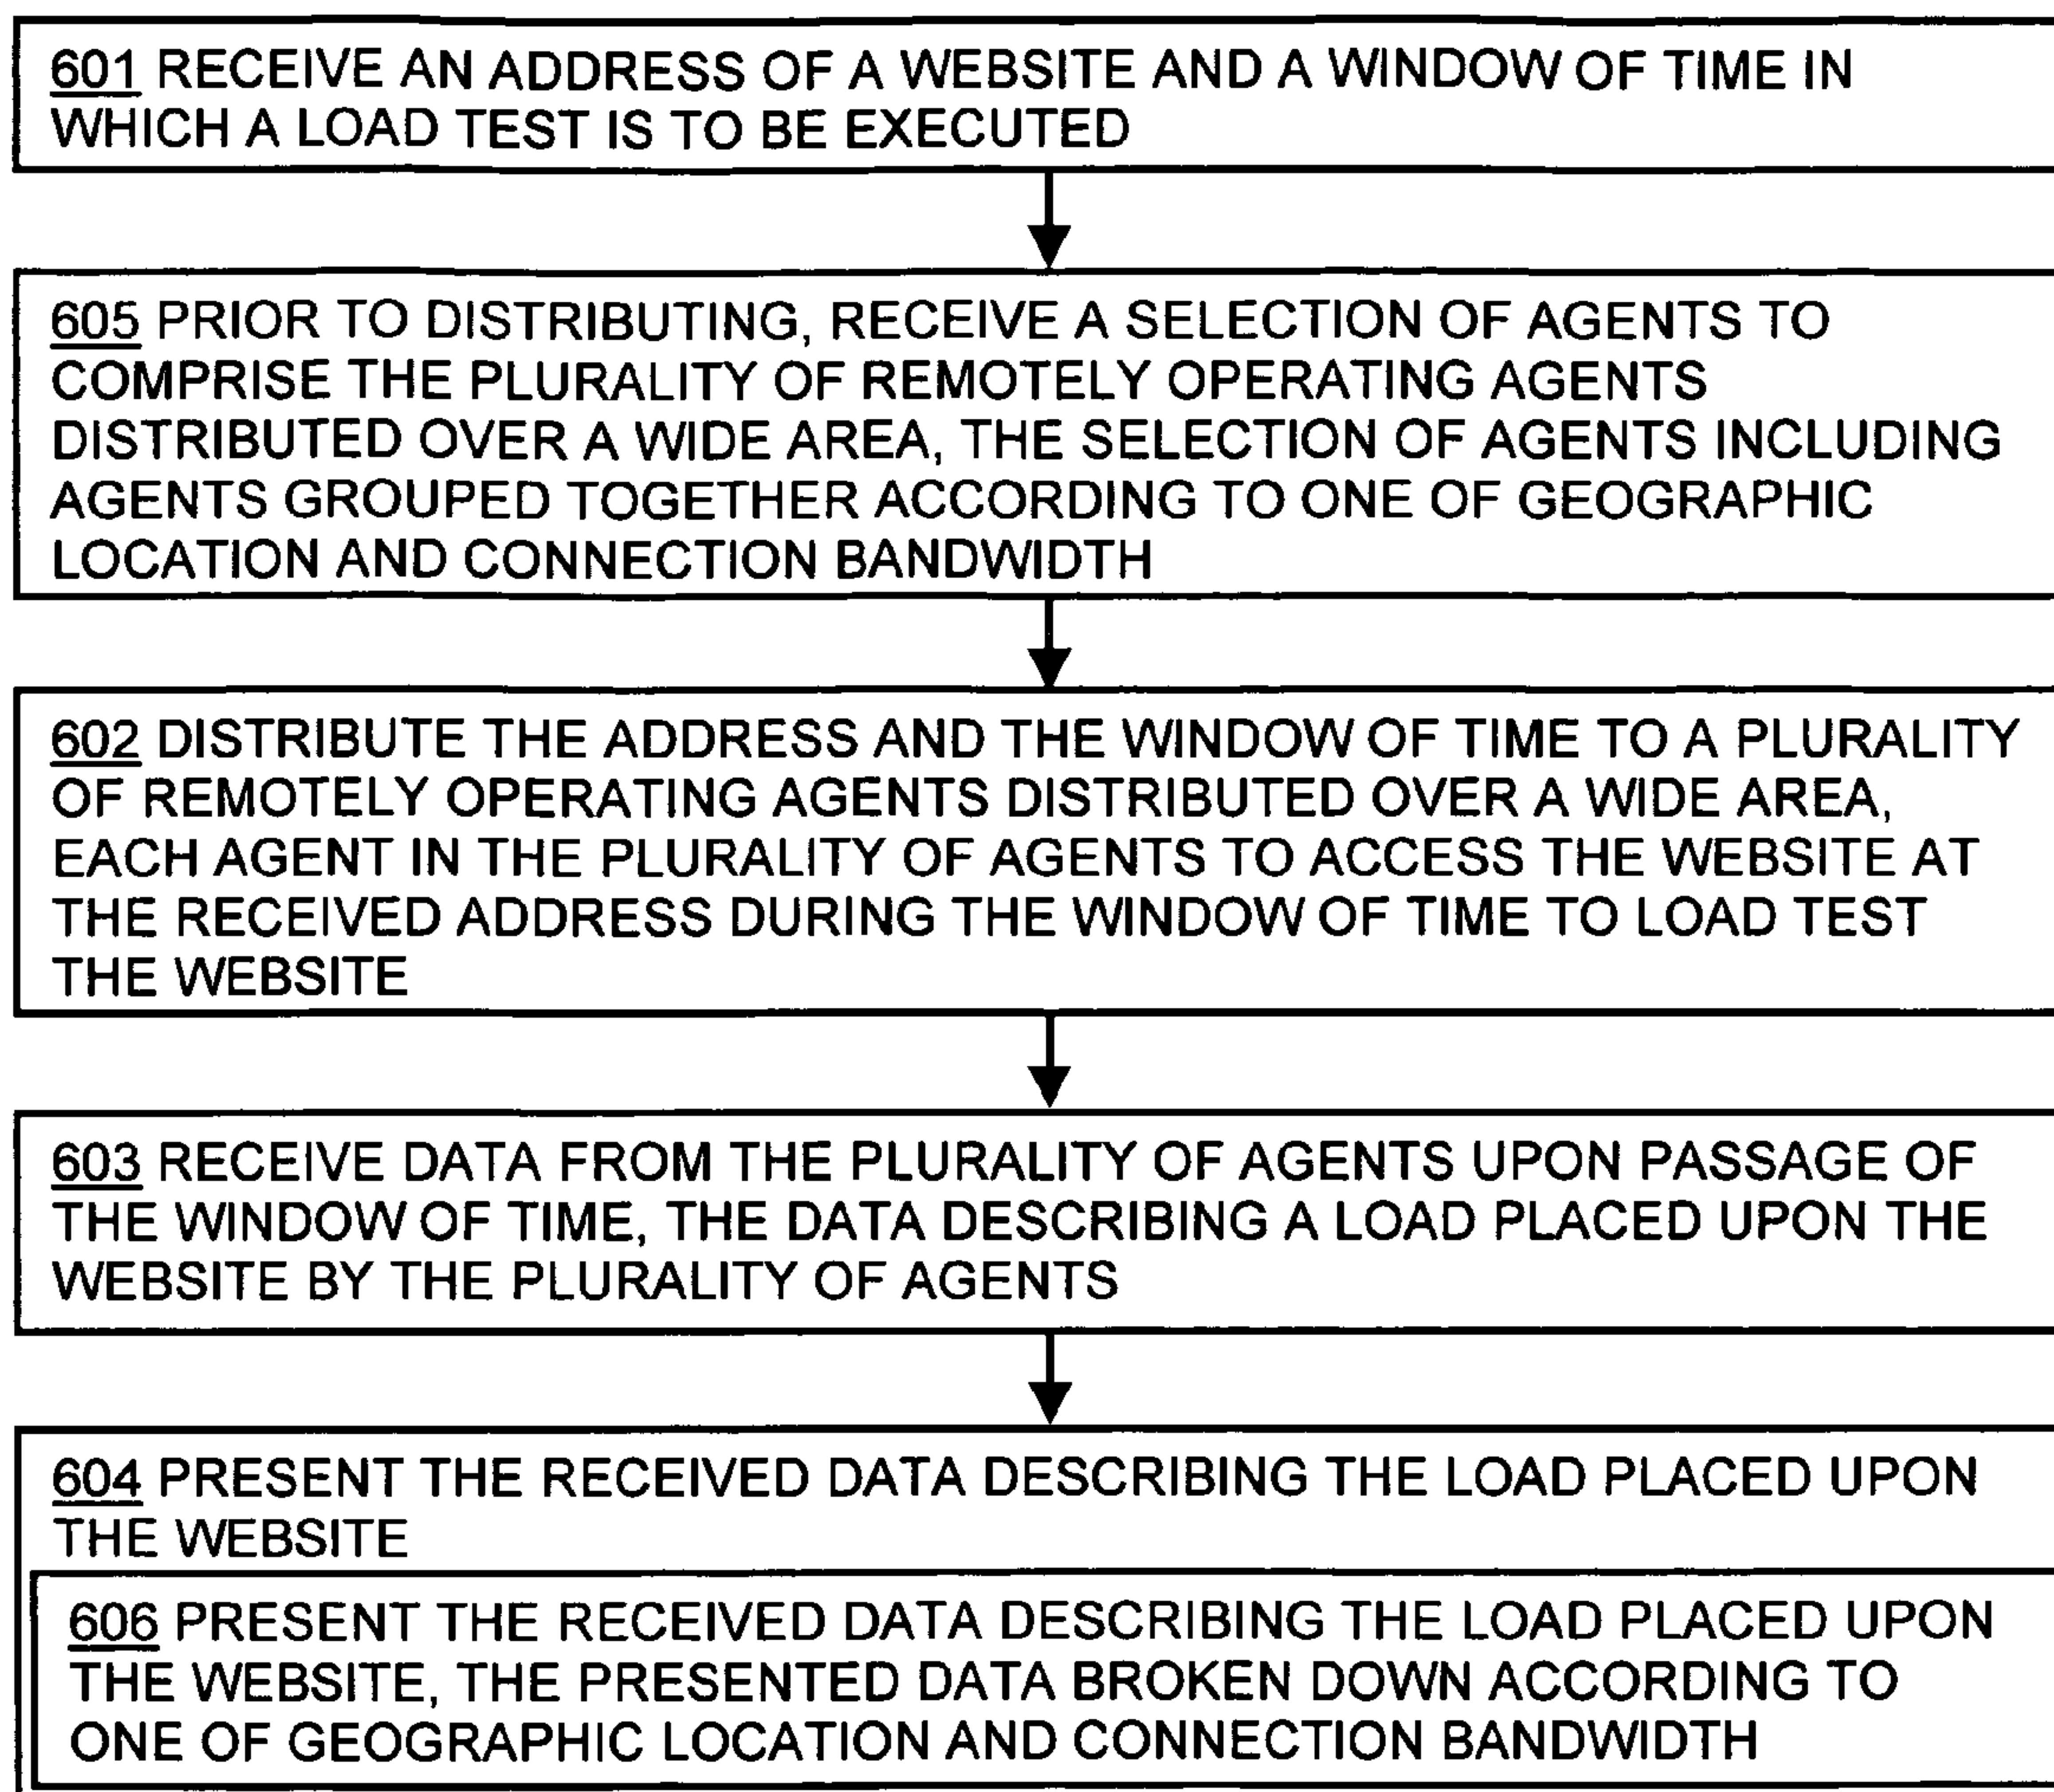 601 RECEIVE AN ADDRESS OF A WEBSITE AND A WINDOW OF TIME IN
WHICH A LOAD TEST IS TO BE EXECUTED
605 PRIOR TO DISTRIBUTING, RECEIVE A SELECTION OF AGENTS TO
COMPRISE THE PLURALITY OF REMOTELY OPERATING AGENTS
DISTRIBUTED OVER A WIDE AREA, THE SELECTION OF AGENTS INCLUDING
AGENTS GROUPED TOGETHER ACCORDING TO ONE OF GEOGRAPHIC
LOCATION AND CONNECTION BANDWIDTH
602 DISTRIBUTE THE ADDRESS AND THE WINDOW OF TIME TO A PLURALITY
OF REMOTELY OPERATING AGENTS DISTRIBUTED OVER A WIDE AREA,
EACH AGENT IN THE PLURALITY OF AGENTS TO ACCESS THE WEBSITE AT
THE RECEIVED ADDRESS DURING THE WINDOW OF TIME TO LOAD TEST
THE WEBSITE
603 RECEIVE DATA FROM THE PLURALITY OF AGENTS UPON PASSAGE OF
THE WINDOW OF TIME, THE DATA DESCRIBING A LOAD PLACED UPON THE
WEBSITE BY THE PLURALITY OF AGENTS
604 PRESENT THE RECEIVED DATA DESCRIBING THE LOAD PLACED UPON
THE WEBSITE
606 PRESENT THE RECEIVED DATA DESCRIBING THE LOAD PLACED UPON
THE WEBSITE, THE PRESENTED DATA BROKEN DOWN ACCORDING TO
ONE OF GEOGRAPHIC LOCATION AND CONNECTION BANDWIDTH